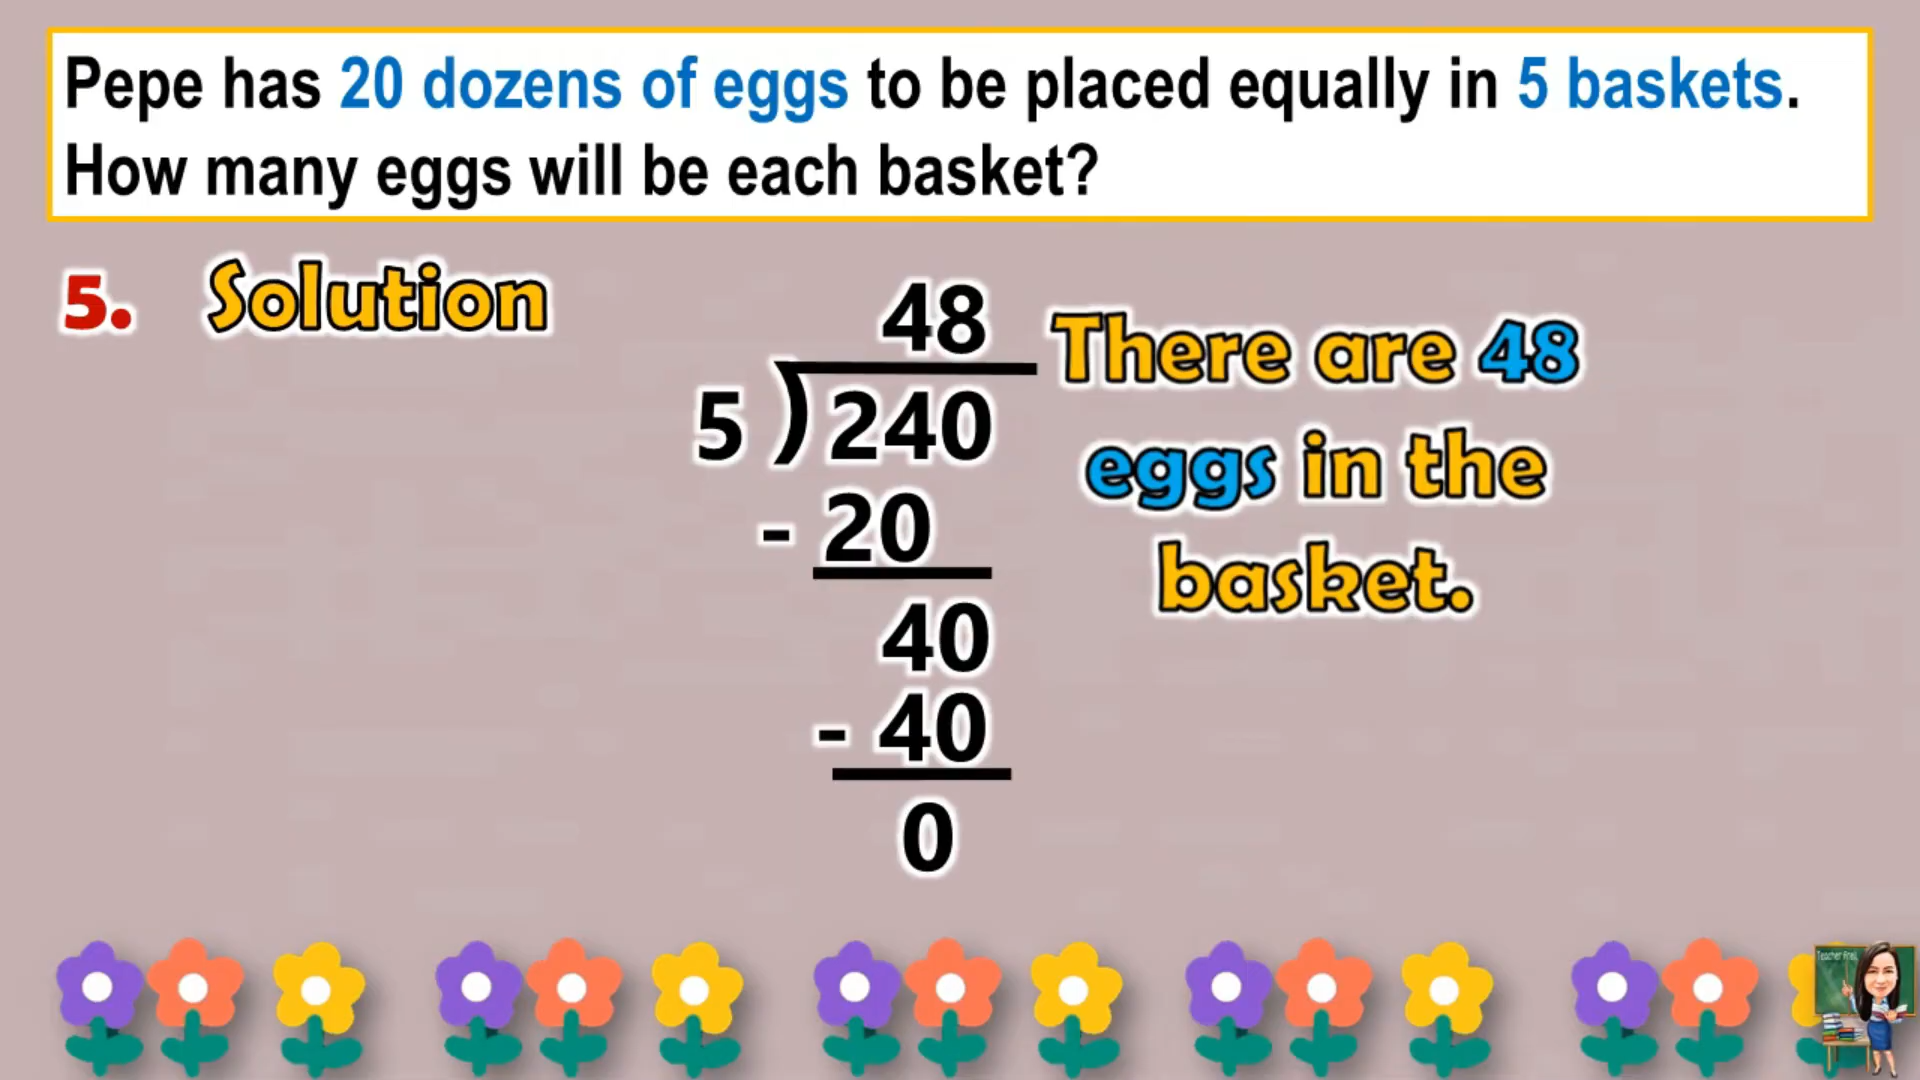 Pepe has 20 dozens of eggs to be placed equally in 5 baskets.
How many eggs will be each basket?
5. Solution
48
5 ) 240
- 20
40
- 40
0
There are 48
eggs in the
basket.